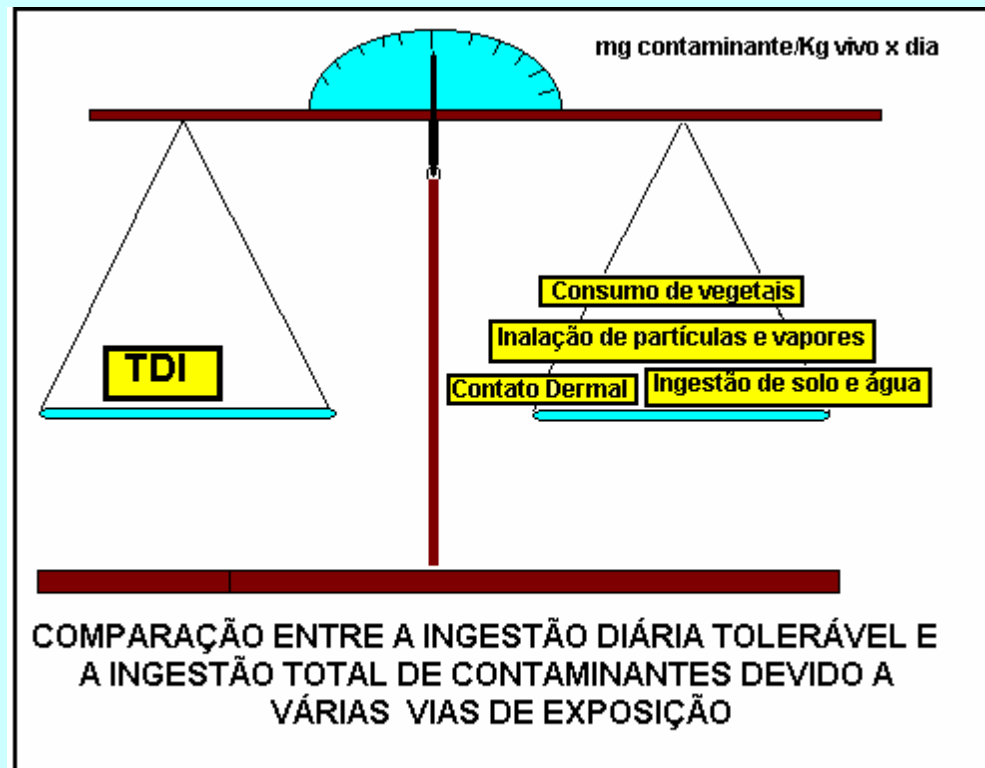 mg contaminante/Kg vivo x dia
Consumo de vegetais
Inalação de partículas e vapores
TDI
Contato Dermal
Ingestão de solo e água
COMPARAÇÃO ENTRE A INGESTÃO DIÁRIA TOLERÁVEL E
A INGESTÃO TOTAL DE CONTAMINANTES DEVIDO A
VÁRIAS VIAS DE EXPOSIÇÃO